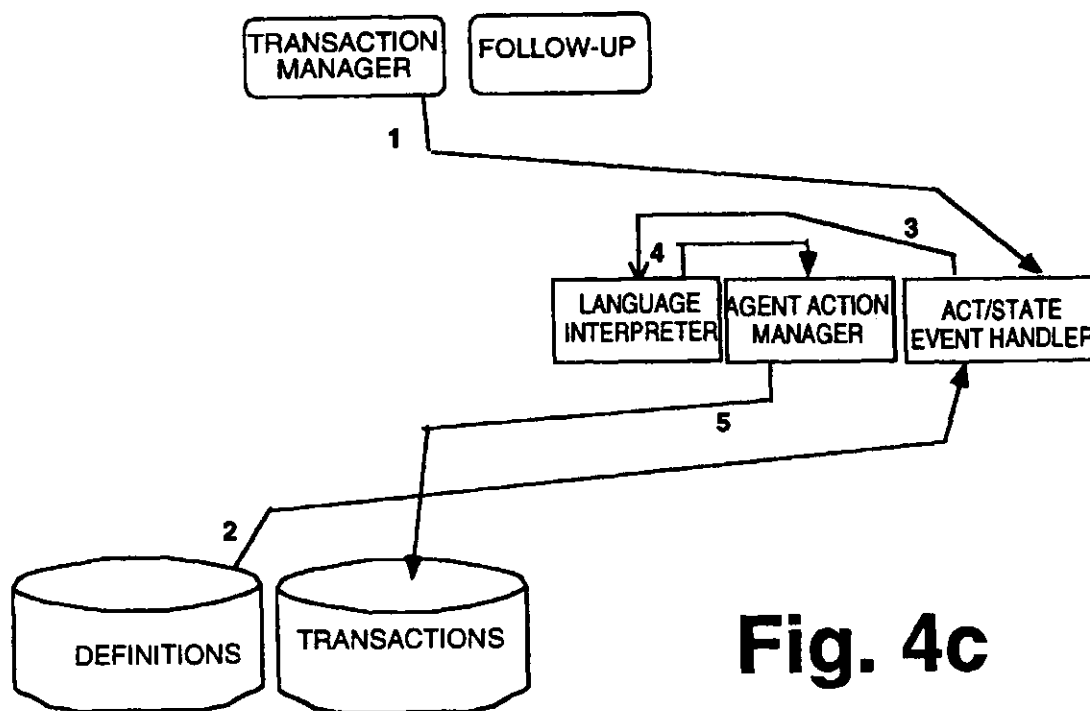 TRANSACTION
MANAGER
FOLLOW-UP
1
3
4
LANGUAGE
INTERPRETER
AGENT ACTION
MANAGER
ACT/STATE
EVENT HANDLER
5
2
DEFINITIONS
TRANSACTIONS
Fig. 4c